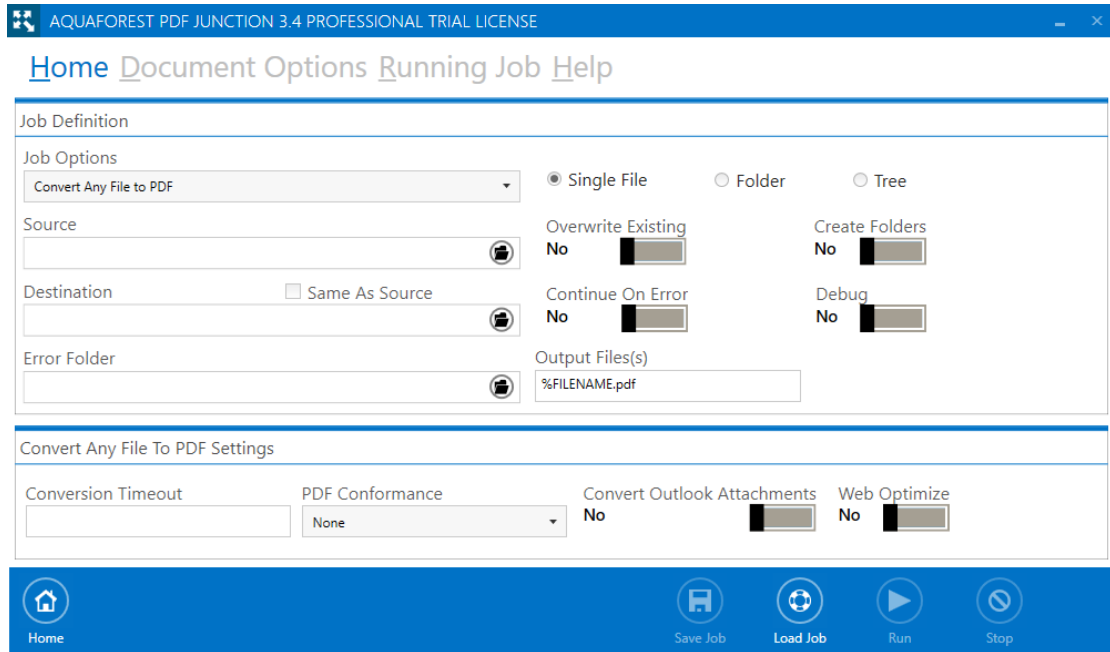 AQUAFOREST PDF JUNCTION 3.4 PROFESSIONAL TRIAL LICENSE
Home Document Options Running Job Help
Job Definition
Job Options
Convert Any File to PDF
Single File Folder Tree
Source
Overwrite Existing Create Folders
No No
Destination Same As Source
Continue On Error Debug
No No
Error Folder
Output Files(s)
%FILENAME.pdf
Convert Any File To PDF Settings
Conversion Timeout PDF Conformance Convert Outlook Attachments Web Optimize
None No No
Home Save Job Load Job Run Stop